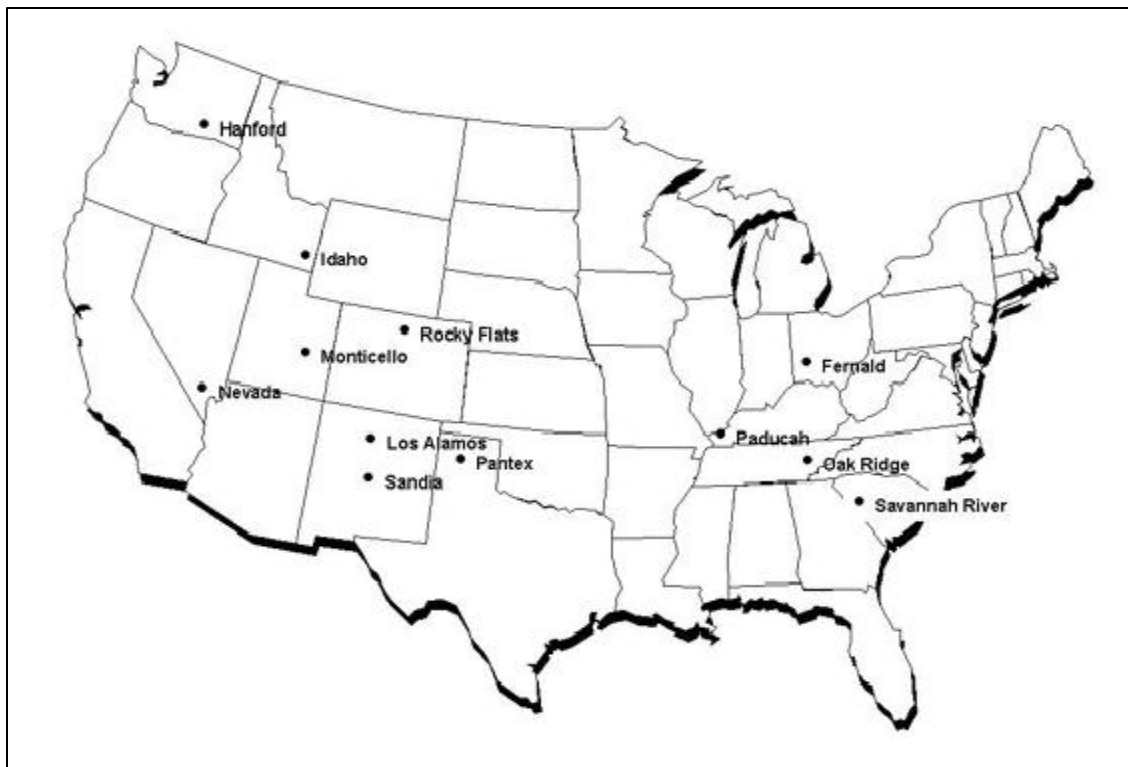 Hanford
Idaho
Rocky Flats
Monticello
Fernald
Nevada
Los Alamos
Paducah
Pantex
Oak Ridge
Sandia
Savannah River